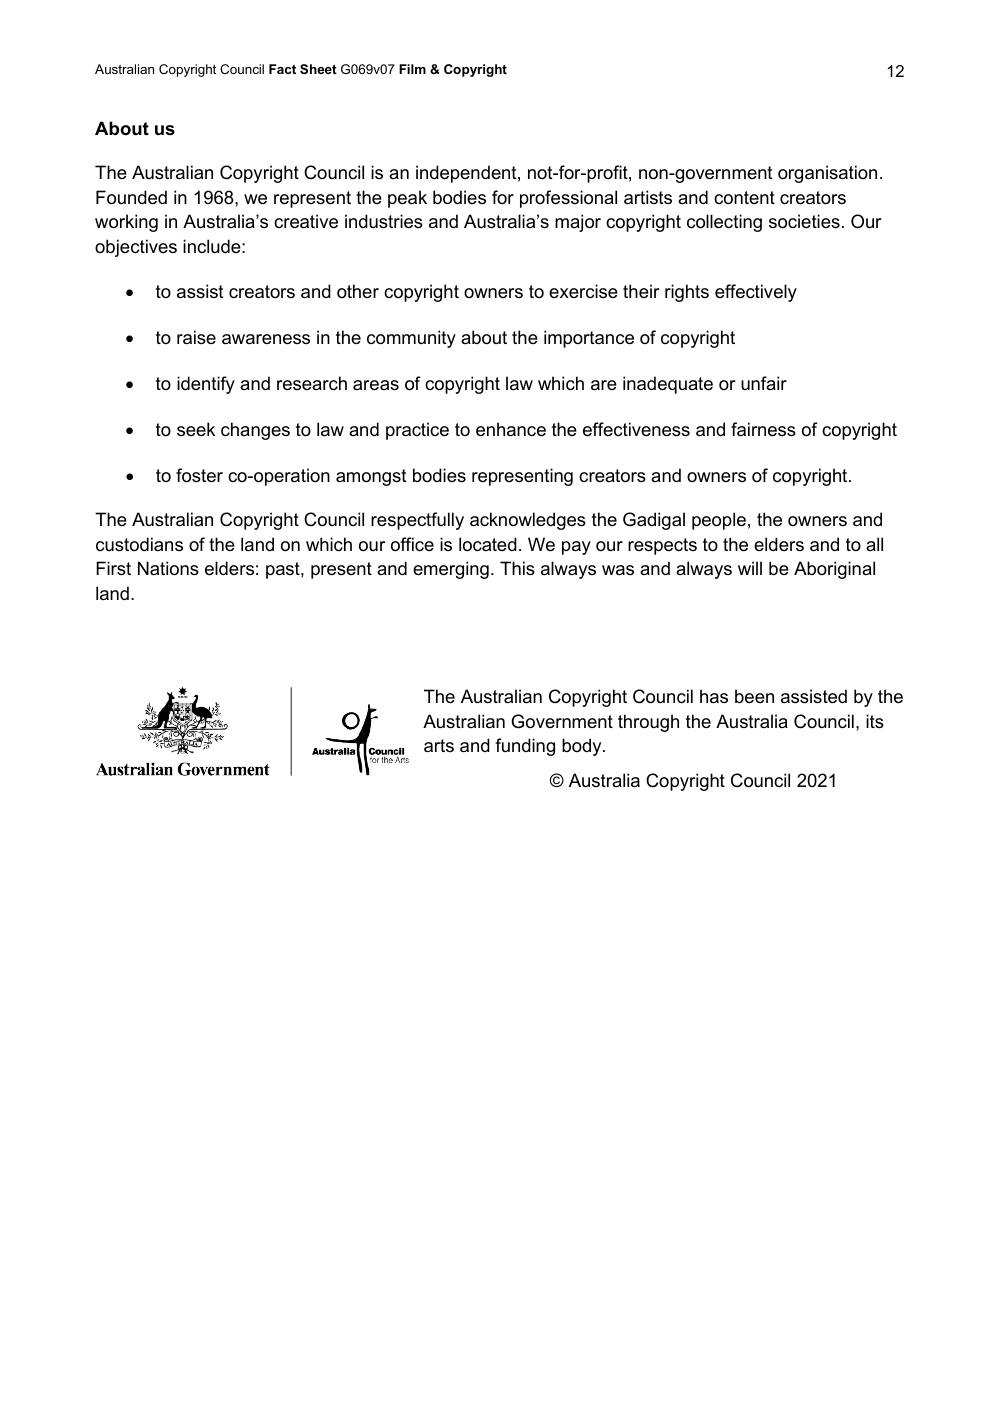 Australian Copyright Council Fact Sheet G069v07 Film & Copyright
12
About us
The Australian Copyright Council is an independent, not-for-profit, non-government organisation.
Founded in 1968, we represent the peak bodies for professional artists and content creators
working in Australia’s creative industries and Australia’s major copyright collecting societies. Our
objectives include:
• to assist creators and other copyright owners to exercise their rights effectively
• to raise awareness in the community about the importance of copyright
• to identify and research areas of copyright law which are inadequate or unfair
• to seek changes to law and practice to enhance the effectiveness and fairness of copyright
• to foster co-operation amongst bodies representing creators and owners of copyright.
The Australian Copyright Council respectfully acknowledges the Gadigal people, the owners and
custodians of the land on which our office is located. We pay our respects to the elders and to all
First Nations elders: past, present and emerging. This always was and always will be Aboriginal
land.
Australian Government
Australia Council
for the Arts
The Australian Copyright Council has been assisted by the
Australian Government through the Australia Council, its
arts and funding body.
© Australia Copyright Council 2021